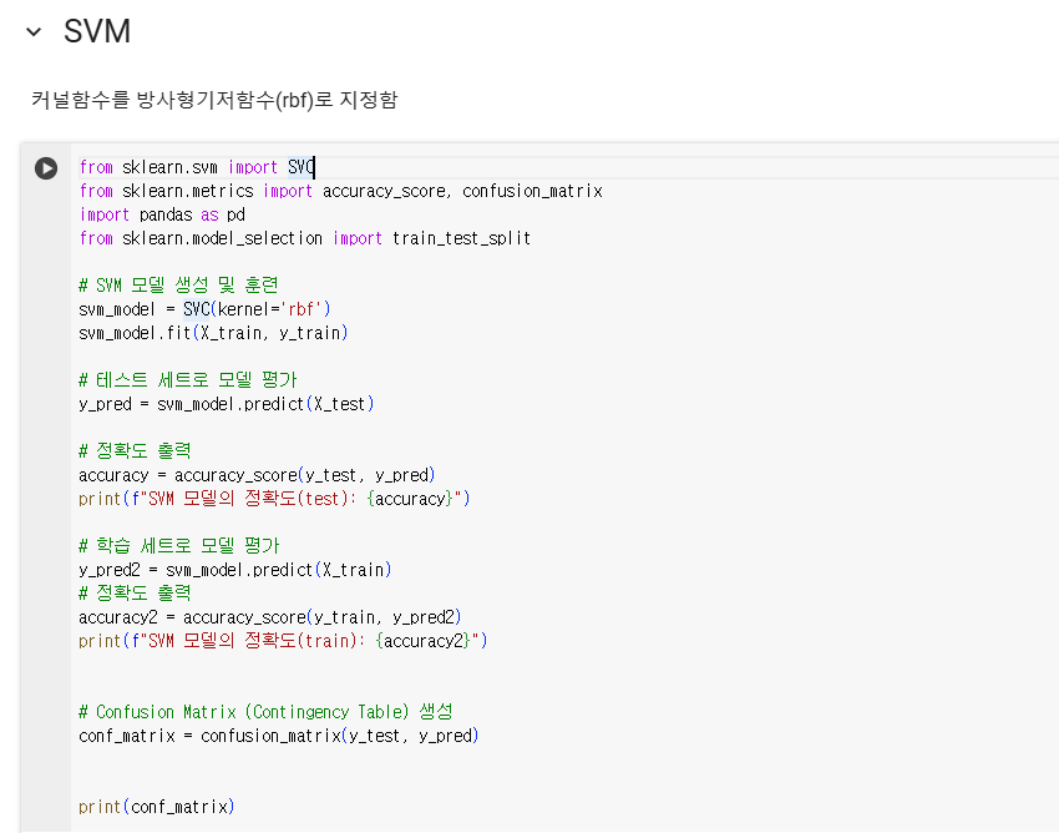 SVM
커널함수를 방사형기저함수(rbf)로 지정함
from sklearn.svm import SVC
from sklearn.metrics import accuracy_score, confusion_matrix
import pandas as pd
from sklearn.model_selection import train_test_split
# SVM 모델 생성 및 훈련
svm_model = SVC(kernel='rbf')
svm_model.fit(X_train, y_train)
# 테스트 세트로 모델 평가
y_pred = svm_model.predict(X_test)
# 정확도 출력
accuracy = accuracy_score(y_test, y_pred)
print(f"SVM 모델의 정확도(test): {accuracy}")
# 학습 세트로 모델 평가
y_pred2 = svm_model.predict(X_train)
# 정확도 출력
accuracy2 = accuracy_score(y_train, y_pred2)
print(f"SVM 모델의 정확도(train): {accuracy2}")
# Confusion Matrix (Contingency Table) 생성
conf_matrix = confusion_matrix(y_test, y_pred)
print(conf_matrix)